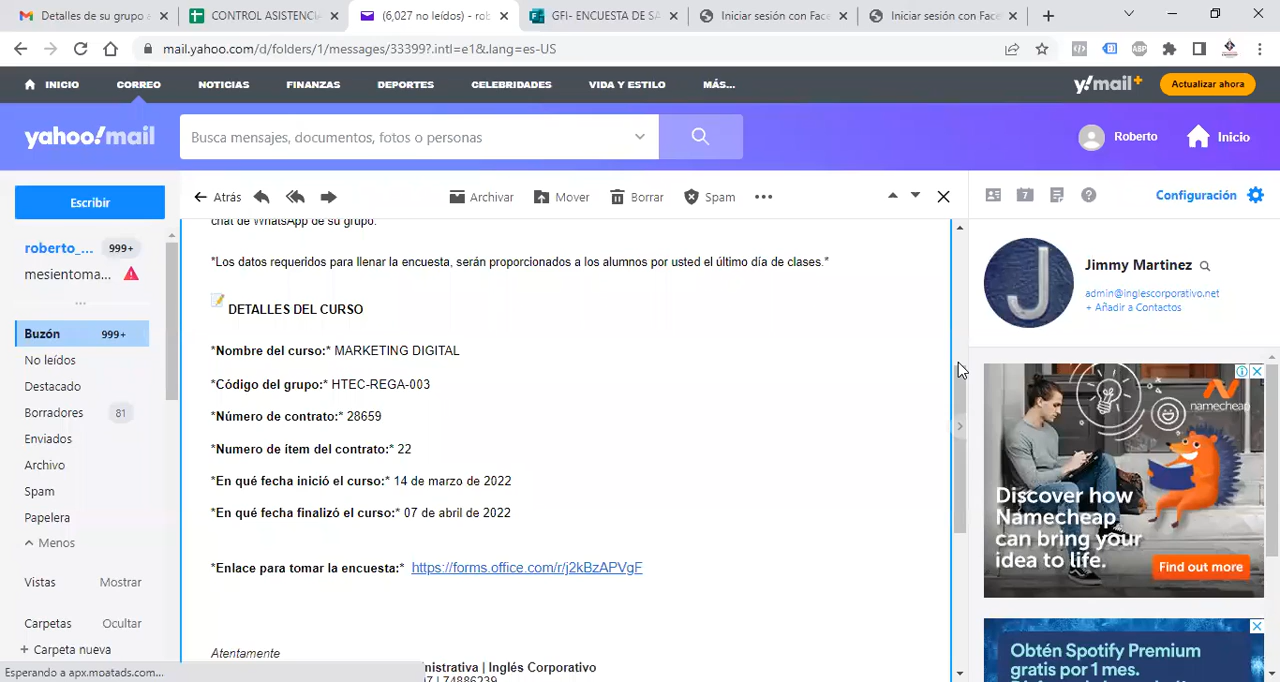 Detalles de su grupo a
CONTROL ASISTENCIA
(6,027 no leídos) - rob
GFI- ENCUESTA DE SA
Iniciar sesión con Face
Iniciar sesión con Face
mail.yahoo.com/d/folders/1/messages/33399?.intl=e1&.lang=es-US
INICIO
CORREO
NOTICIAS
FINANZAS
DEPORTES
CELEBRIDADES
VIDA Y ESTILO
MÁS...
y!mail+
Actualizar ahora
yahoo!mail
Busca mensajes, documentos, fotos o personas
Roberto
Inicio
Escribir
Atrás
Archivar
Mover
Borrar
Spam
Configuración
roberto_... 999+
mesientoma...
Buzón 999+
No leídos
Destacado
Borradores 81
Enviados
Archivo
Spam
Papelera
Menos
Vistas Mostrar
Carpetas Ocultar
+ Carpeta nueva
Esperando a apx.moatads.com...
chat de WhatsApp de su grupo.
*Los datos requeridos para llenar la encuesta, serán proporcionados a los alumnos por usted el último día de clases.*
DETALLES DEL CURSO
*Nombre del curso:* MARKETING DIGITAL
*Código del grupo:* HTEC-REGA-003
*Número de contrato:* 28659
*Numero de ítem del contrato:* 22
*En qué fecha inició el curso:* 14 de marzo de 2022
*En qué fecha finalizó el curso:* 07 de abril de 2022
*Enlace para tomar la encuesta:* https://forms.office.com/r/j2kBzAPVgF
Atentamente
nistrativa | Inglés Corporativo
7 | 74886239
J
Jimmy Martinez
admin@inglescorporativo.net
+ Añadir a Contactos
namecheap
Discover how
Namecheap
can bring your
idea to life.
Find out more
Obtén Spotify Premium
gratis por 1 mes.